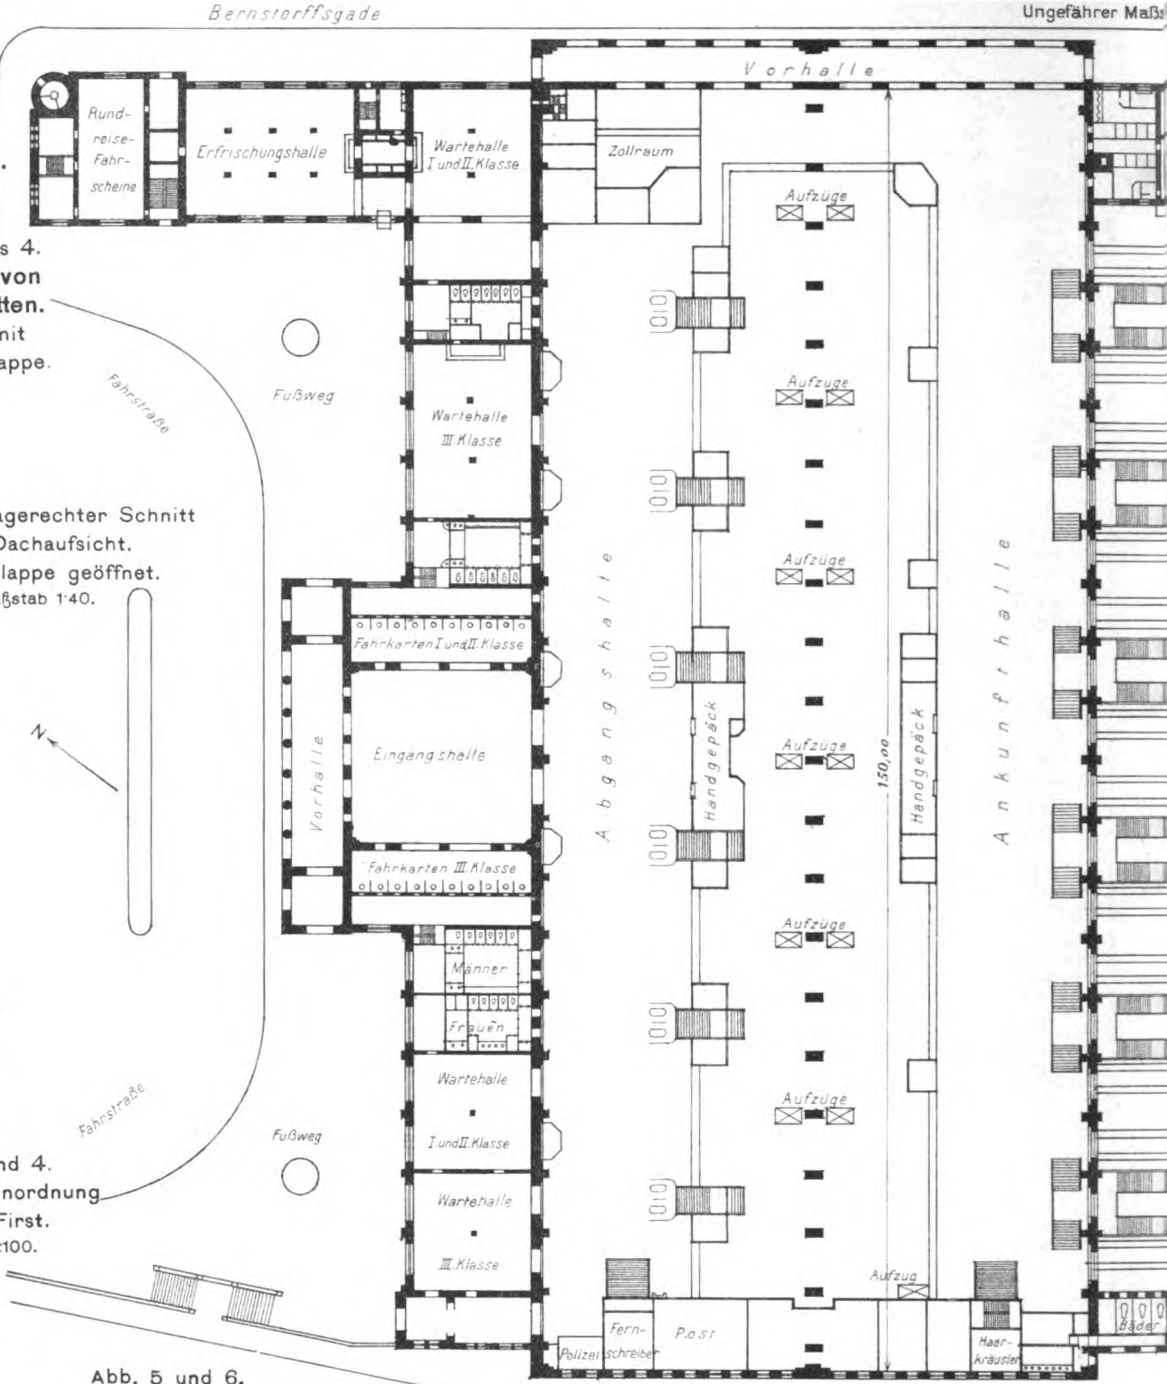 Bernstorffsgade
Ungefährer Maßs
Vorhalle
Rund-
reise-
Fahr-
scheine
Erfrischungshalle
Wartehalle
I und II. Klasse
Zollraum
Aufzüge
s 4.
von
tten.
nit
appe.
Fahrstraße
Fußweg
Wartehalle
III. Klasse
Aufzüge
agerechter Schnitt
Dachaufsicht.
lappe geöffnet.
ßstab 1:40.
Aufzüge
Abgangshalle
Ankunfthalle
Fahrkarten I und II. Klasse
N
Vorhalle
Eingangshalle
Handgepäck
Aufzüge
150,00
Handgepäck
Fahrkarten III. Klasse
Aufzüge
Männer
Frauen
Wartehalle
I. und II. Klasse
Aufzüge
Fahrstraße
Fußweg
nd 4.
nordnung
First.
:100.
Wartehalle
III. Klasse
Aufzug
Polizei
Fern-
schreiber
Post
Haar-
kräusler
Bäder
Abb. 5 und 6.